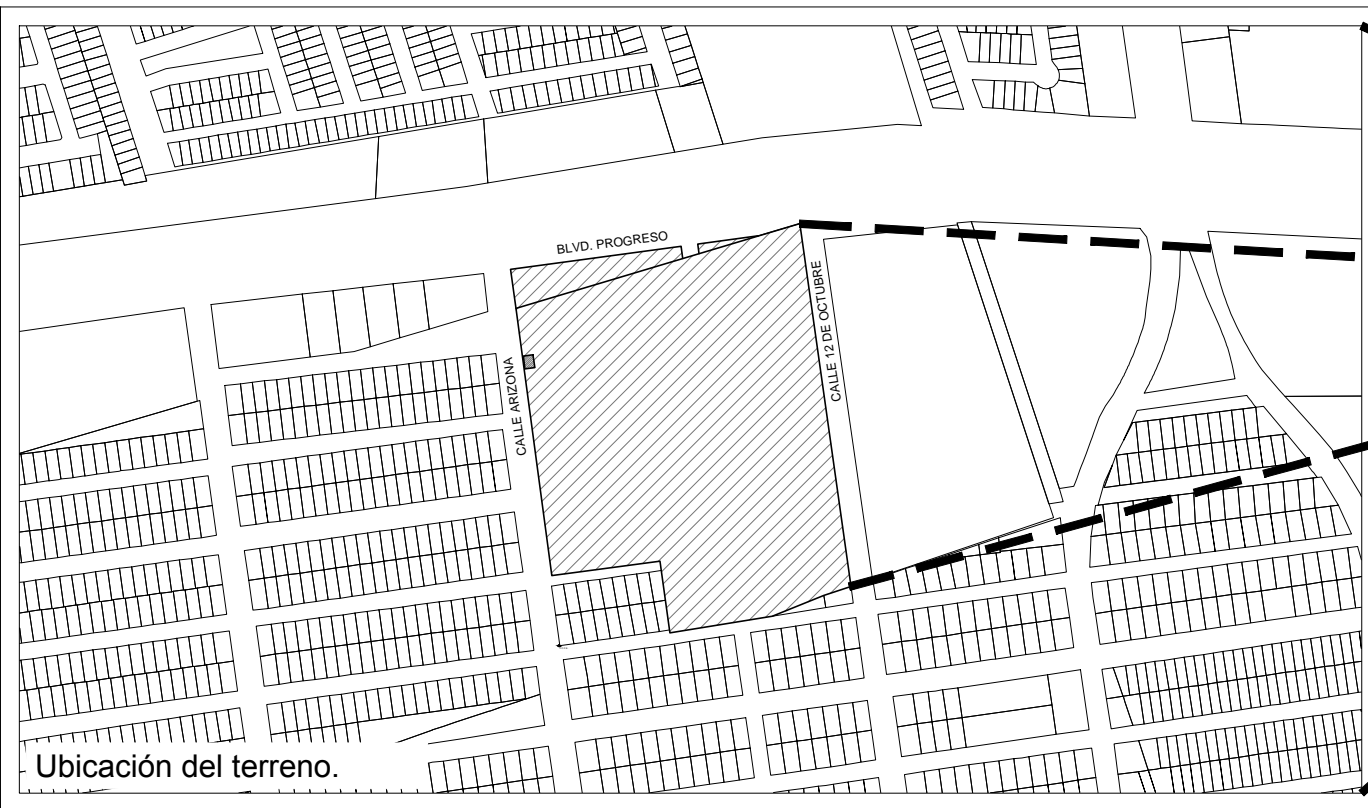 BLVD. PROGRESO
CALLE 12 DE OCTUBRE
CALLE ARIZONA
Ubicación del terreno.